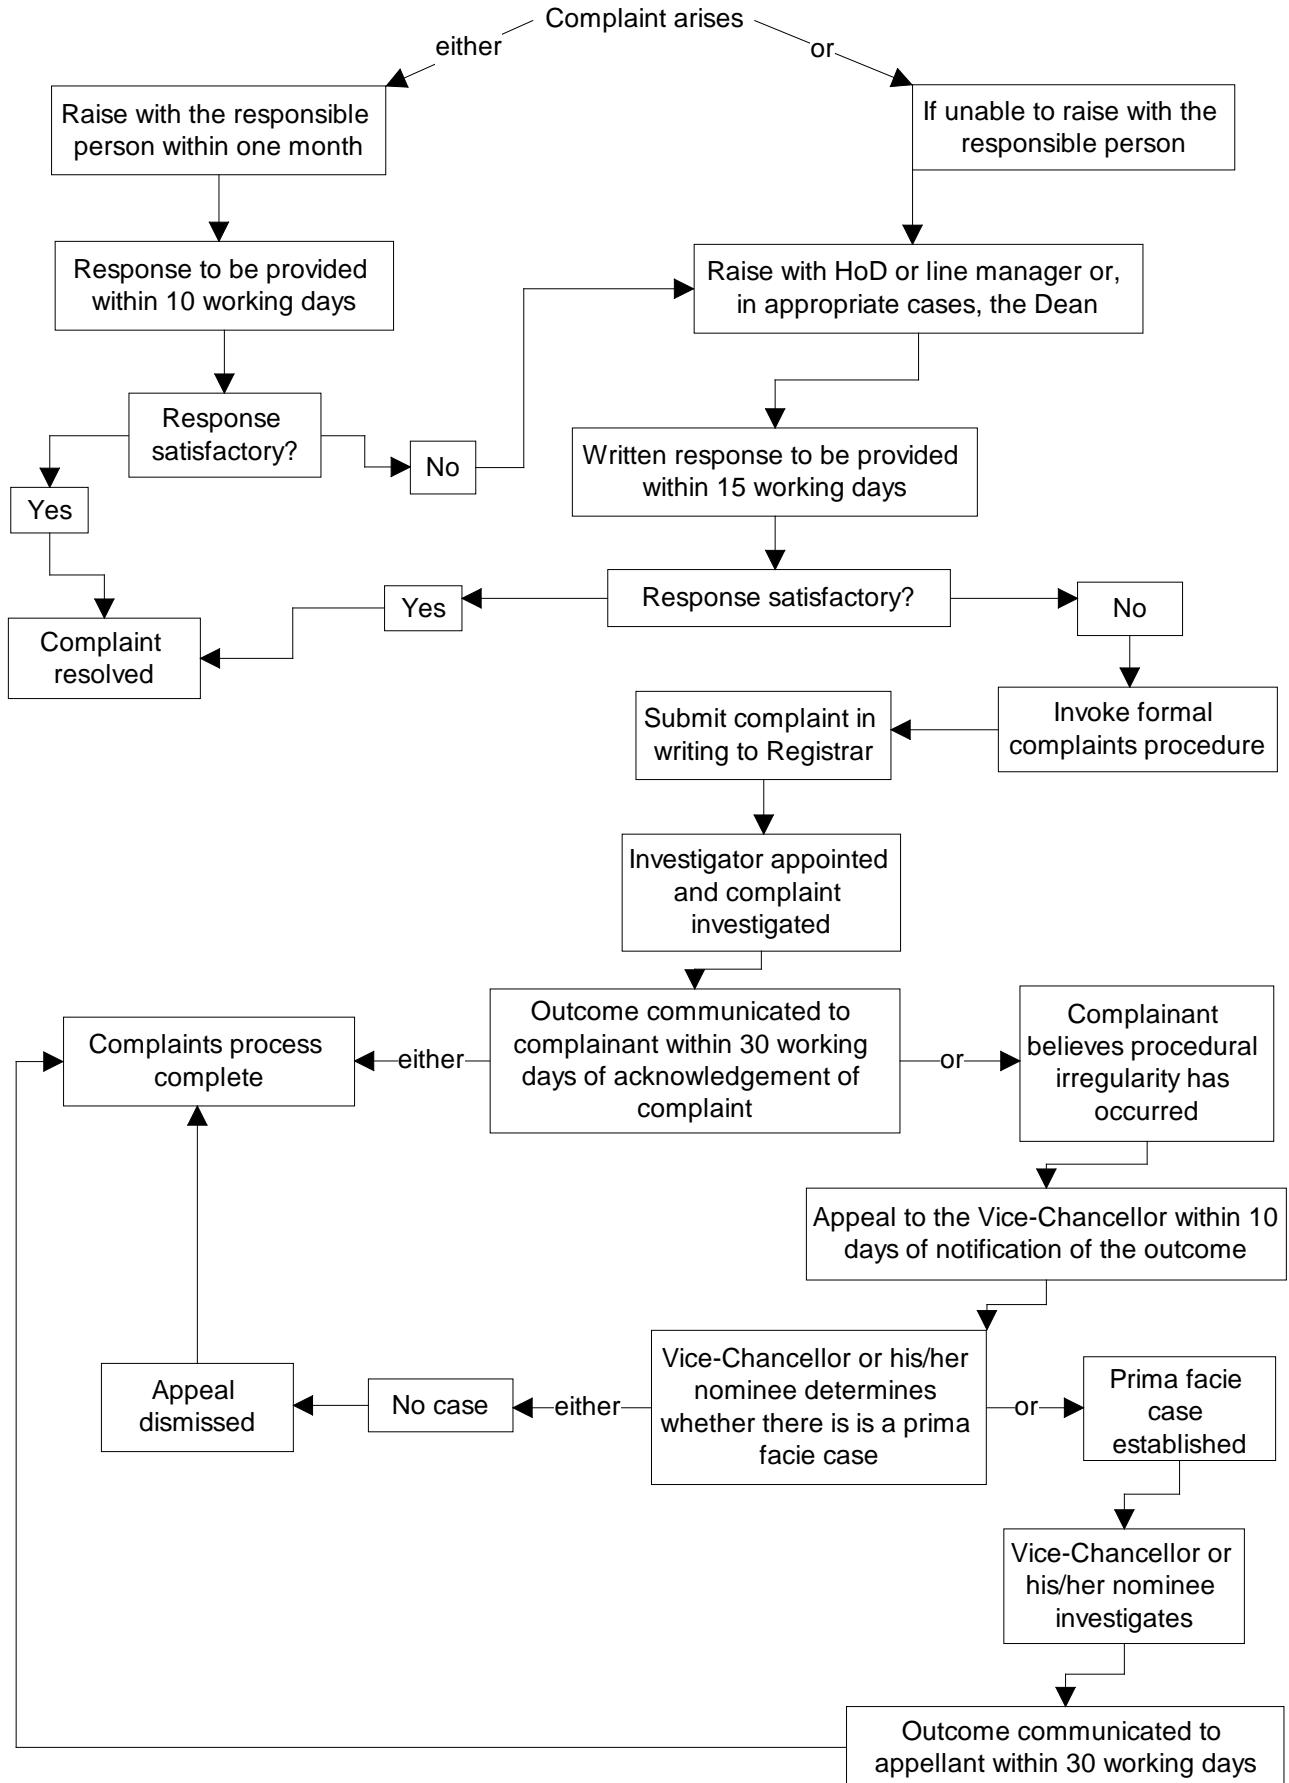 Complaint arises
either
or
Raise with the responsible
person within one month
If unable to raise with the
responsible person
Response to be provided
within 10 working days
Raise with HoD or line manager or,
in appropriate cases, the Dean
Response
satisfactory?
No
Written response to be provided
within 15 working days
Yes
Yes
Response satisfactory?
No
Complaint
resolved
Submit complaint in
writing to Registrar
Invoke formal
complaints procedure
Investigator appointed
and complaint
investigated
Complaints process
complete
either
Outcome communicated to
complainant within 30 working
days of acknowledgement of
complaint
or
Complainant
believes procedural
irregularity has
occurred
Appeal to the Vice-Chancellor within 10
days of notification of the outcome
Appeal
dismissed
No case
either
Vice-Chancellor or his/her
nominee determines
whether there is is a prima
facie case
or
Prima facie
case
established
Vice-Chancellor or
his/her nominee
investigates
Outcome communicated to
appellant within 30 working days